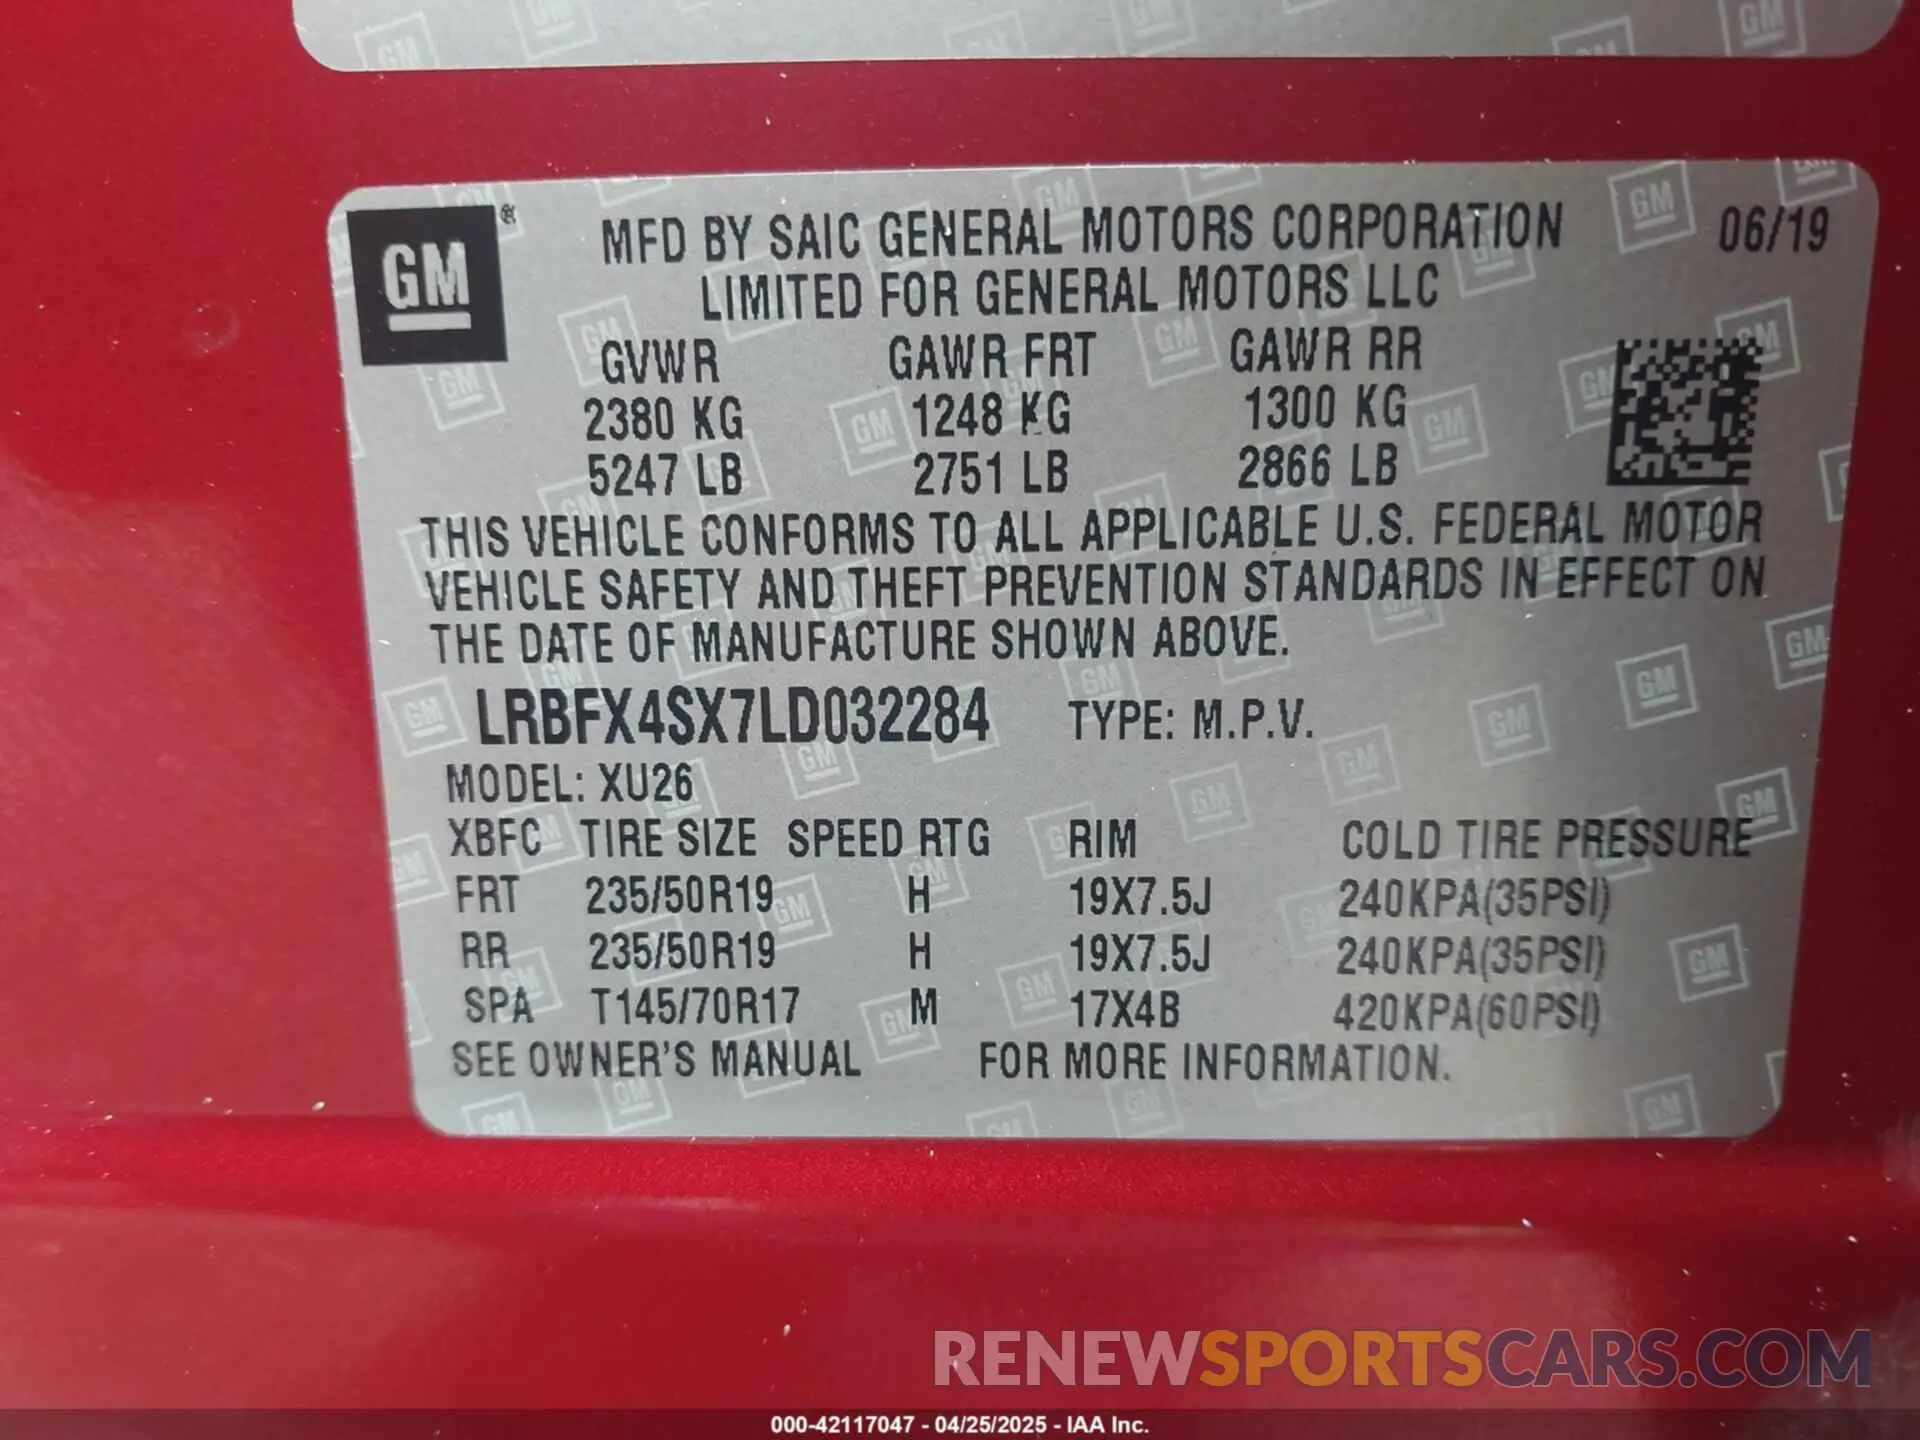 GM ®
MFD BY SAIC GENERAL MOTORS CORPORATION 06/19
LIMITED FOR GENERAL MOTORS LLC
GVWR GAWR FRT GAWR RR
2380 KG 1248 KG 1300 KG
5247 LB 2751 LB 2866 LB
THIS VEHICLE CONFORMS TO ALL APPLICABLE U.S. FEDERAL MOTOR
VEHICLE SAFETY AND THEFT PREVENTION STANDARDS IN EFFECT ON
THE DATE OF MANUFACTURE SHOWN ABOVE.
LRBFX4SX7LD032284 TYPE: M.P.V.
MODEL: XU26
XBFC TIRE SIZE SPEED RTG RIM COLD TIRE PRESSURE
FRT 235/50R19 H 19X7.5J 240KPA(35PSI)
RR 235/50R19 H 19X7.5J 240KPA(35PSI)
SPA T145/70R17 M 17X4B 420KPA(60PSI)
SEE OWNER'S MANUAL FOR MORE INFORMATION.
RENEWSPORTSCARS.COM
000-42117047 - 04/25/2025 - IAA Inc.